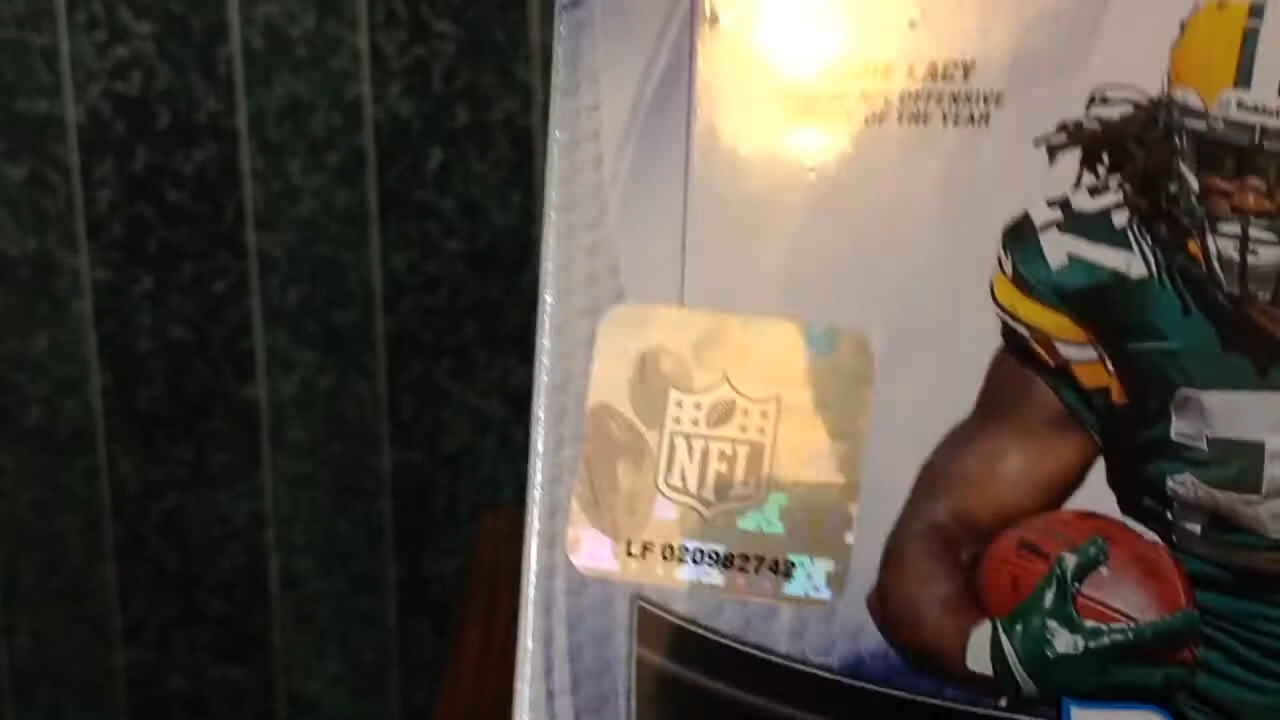 LACY
OFFENSIVE
OF THE YEAR
NFL
LF 020982742